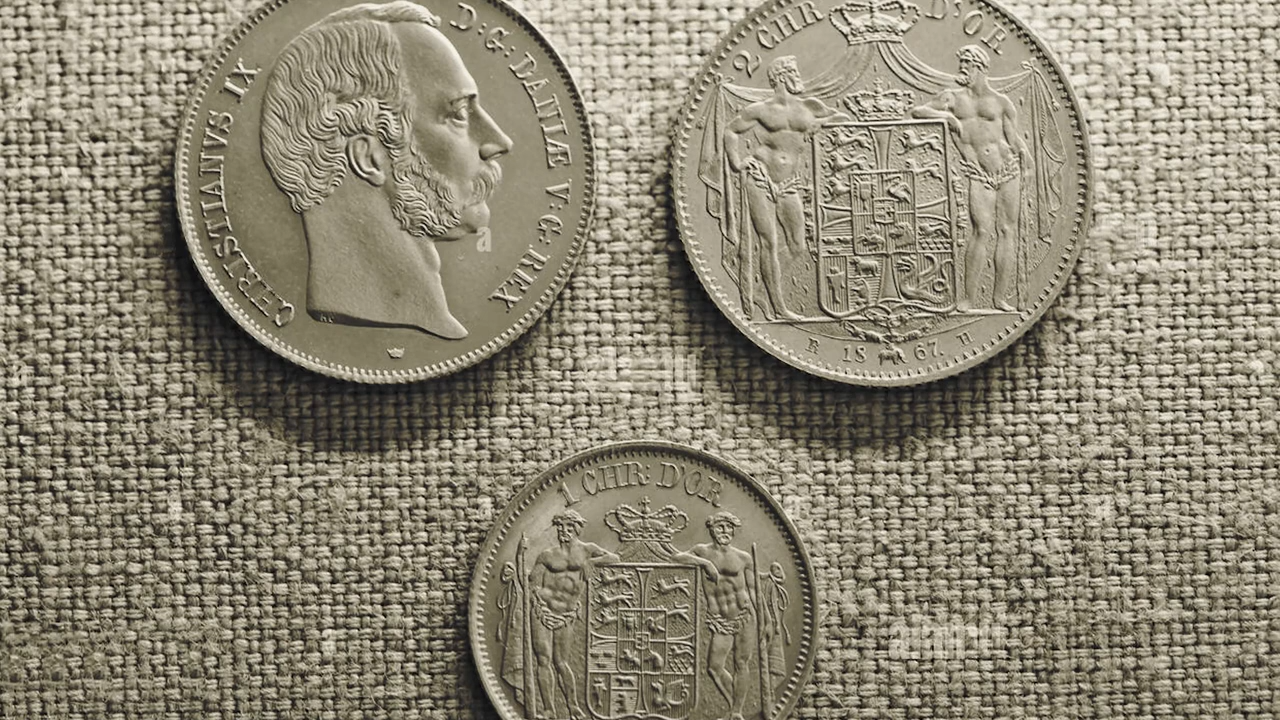 CHRISTIANVS IX D:G:DANIÆ V·G:REX
2 CHR D'OR
18 67.
1 CHR: D'OR
a